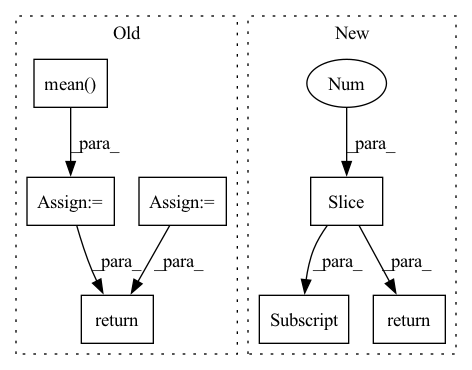 Old
New
mean()
Num
_para_
_para_
Assign:=
Assign:=
Slice
_para_
_para_
_para_
_para_
return
Subscript
return